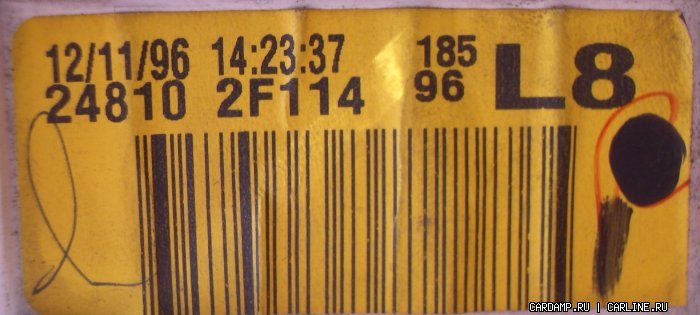 12/11/96 14:23:37 185 L8
24810 2F114 96
CARDAMP.RU | CARLINE.RU